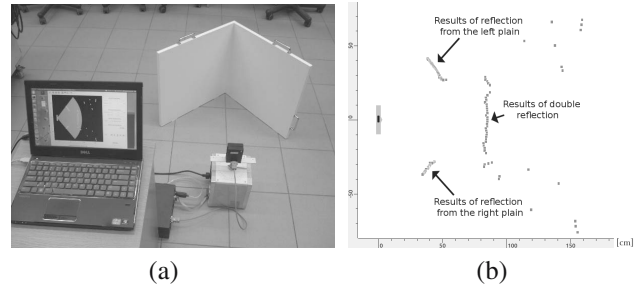 DELL
Results of reflection
from the left plain
Results of double
reflection
Results of reflection
from the right plain
50
0
-50
0
50
100
150
[cm]
(a)
(b)